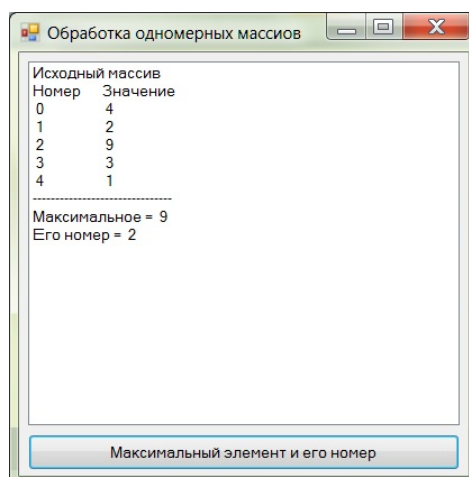 Обработка одномерных массиов
Исходный массив
Номер Значение
0 4
1 2
2 9
3 3
4 1
-------------------------------
Максимальное = 9
Его номер = 2
Максимальный элемент и его номер